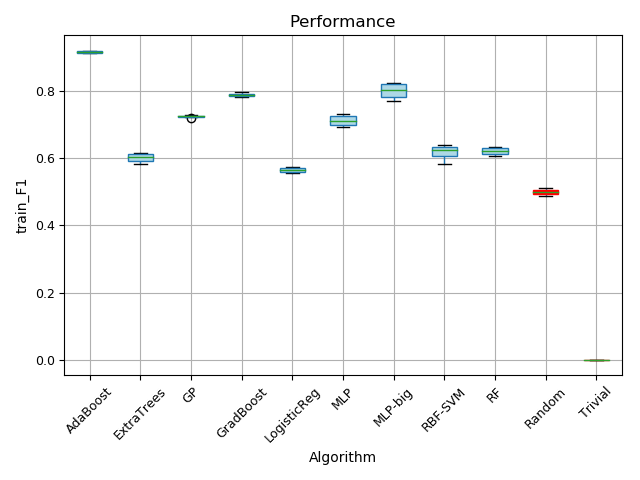 Performance
train_F1
0.8
0.6
0.4
0.2
0.0
AdaBoost
ExtraTrees
GP
GradBoost
LogisticReg
MLP
MLP-big
RBF-SVM
RF
Random
Trivial
Algorithm